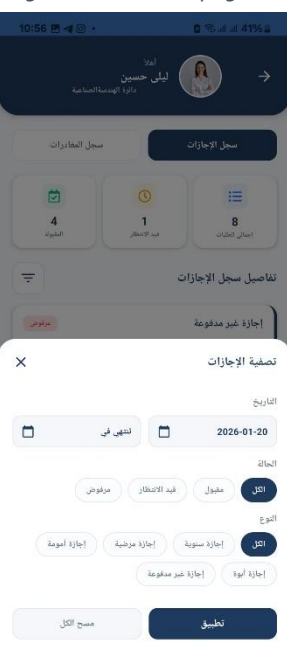 10:56
41%
أهلاً
ليلى حسين
دائرة الهندسة الصناعية
سجل الإجازات
سجل المغادرات
8
إجمالي الطلبات
1
قيد الانتظار
4
المقبولة
تفاصيل سجل الإجازات
إجازة غير مدفوعة
مرفوض
تصفية الإجازات
التاريخ
2026-01-20
تنتهي في
الحالة
الكل
مقبول
قيد الانتظار
مرفوض
النوع
الكل
إجازة سنوية
إجازة مرضية
إجازة أمومة
إجازة أبوة
إجازة غير مدفوعة
تطبيق
مسح الكل